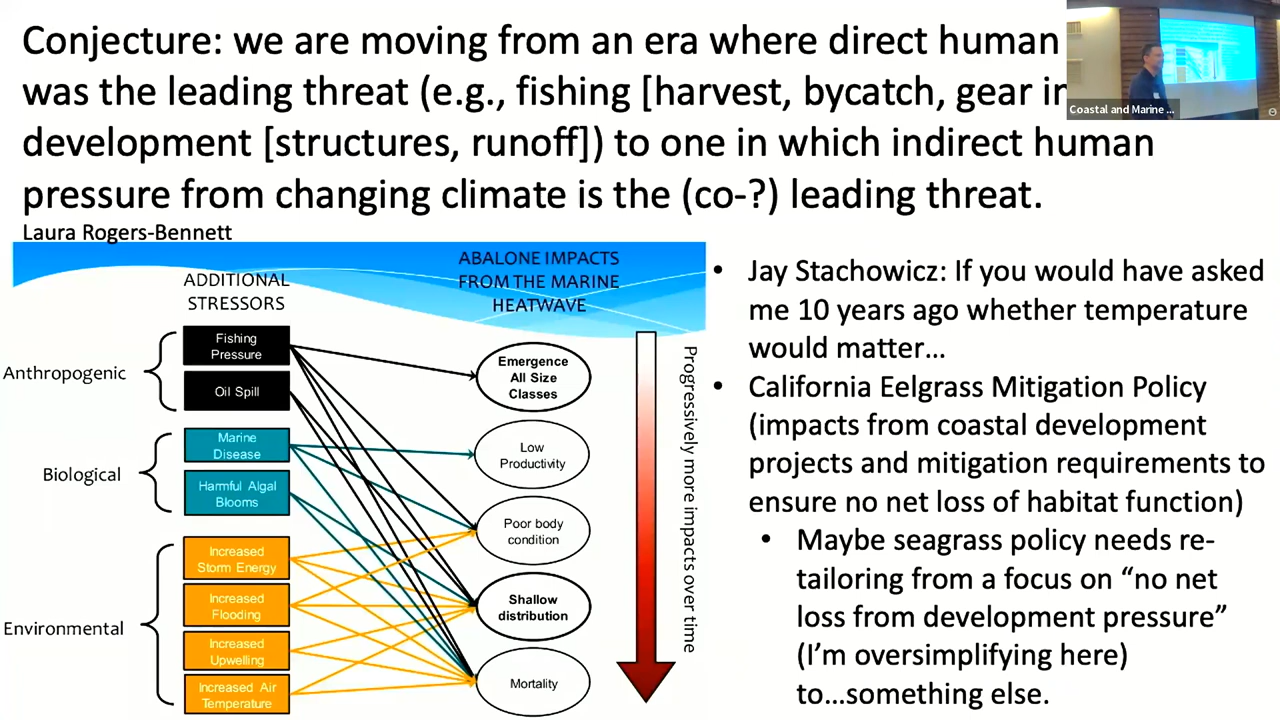 Conjecture: we are moving from an era where direct human
was the leading threat (e.g., fishing [harvest, bycatch, gear
development [structures, runoff]) to one in which indirect human
pressure from changing climate is the (co-?) leading threat.
Coastal and Marine ...
Laura Rogers-Bennett
ADDITIONAL
STRESSORS
ABALONE IMPACTS
FROM THE MARINE
HEATWAVE
Anthropogenic
Fishing
Pressure
Oil Spill
Biological
Marine
Disease
Harmful Algal
Blooms
Environmental
Increased
Storm Energy
Increased
Flooding
Increased
Upwelling
Increased Air
Temperature
Emergence
All Size
Classes
Low
Productivity
Poor body
condition
Shallow
distribution
Mortality
Progressively more impacts over time
• Jay Stachowicz: If you would have asked
me 10 years ago whether temperature
would matter…
• California Eelgrass Mitigation Policy
(impacts from coastal development
projects and mitigation requirements to
ensure no net loss of habitat function)
• Maybe seagrass policy needs re-
tailoring from a focus on “no net
loss from development pressure”
(I’m oversimplifying here)
to…something else.